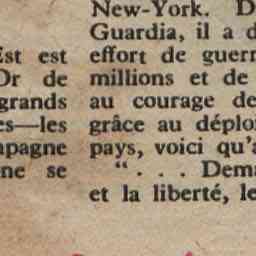 Est est
Or de
grands
es—les
mpagne
ne se
New-York. D
Guardia, il a d
effort de guerr
millions et de
au courage de
grâce au déplo
pays, voici qu'a
“ . . . Dem
et la liberté, le